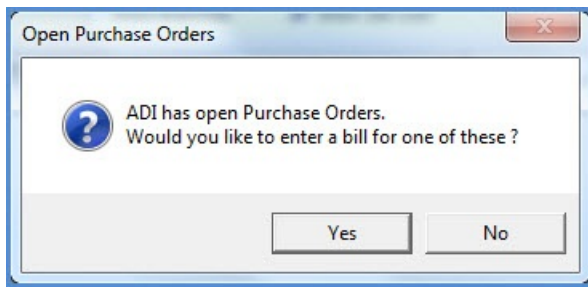 Open Purchase Orders
ADI has open Purchase Orders.
Would you like to enter a bill for one of these ?
Yes
No